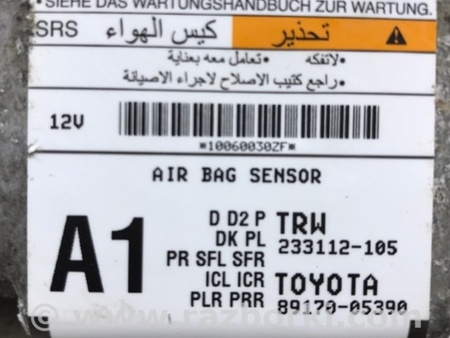 • SIEHE DAS WARTUNGSHANDBUCH ZUR WARTUNG.
SRS كيس الهواء تحذير
•لاتفكه •تعامل معه بعناية
•راجع كتيب الاصلاح لاجراء الاصيانة
12V
*10060030ZF*
AIR BAG SENSOR
A1
D D2 P TRW
DK PL 233112-105
PR SFL SFR
ICL ICR TOYOTA
PLR PRR 89170-05390
© www.razborki.com